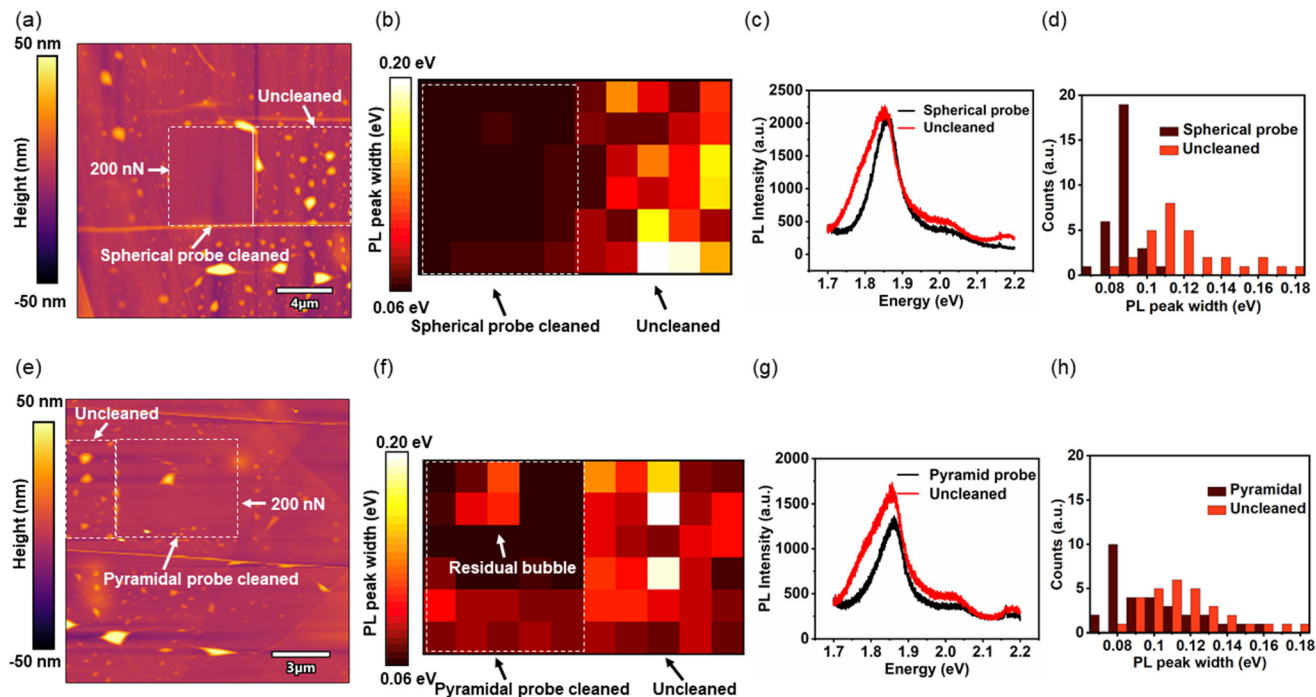 (a)
50 nm
Height (nm)
-50 nm
Uncleaned
200 nN
Spherical probe cleaned
4μm
(b)
0.20 eV
PL peak width (eV)
0.06 eV
Spherical probe cleaned
Uncleaned
(c)
PL Intensity (a.u.)
2500
2000
1500
1000
500
0
Spherical probe
Uncleaned
1.7 1.8 1.9 2.0 2.1 2.2
Energy (eV)
(d)
Counts (a.u.)
20
15
10
5
0
Spherical probe
Uncleaned
0.08 0.1 0.12 0.14 0.16 0.18
PL peak width (eV)
(e)
50 nm
Height (nm)
-50 nm
Uncleaned
200 nN
Pyramidal probe cleaned
3μm
(f)
0.20 eV
PL peak width (eV)
0.06 eV
Residual bubble
Pyramidal probe cleaned
Uncleaned
(g)
PL Intensity (a.u.)
2000
1500
1000
500
0
Pyramid probe
Uncleaned
1.7 1.8 1.9 2.0 2.1 2.2
Energy (eV)
(h)
Counts (a.u.)
20
15
10
5
0
Pyramidal
Uncleaned
0.08 0.1 0.12 0.14 0.16 0.18
PL peak width (eV)